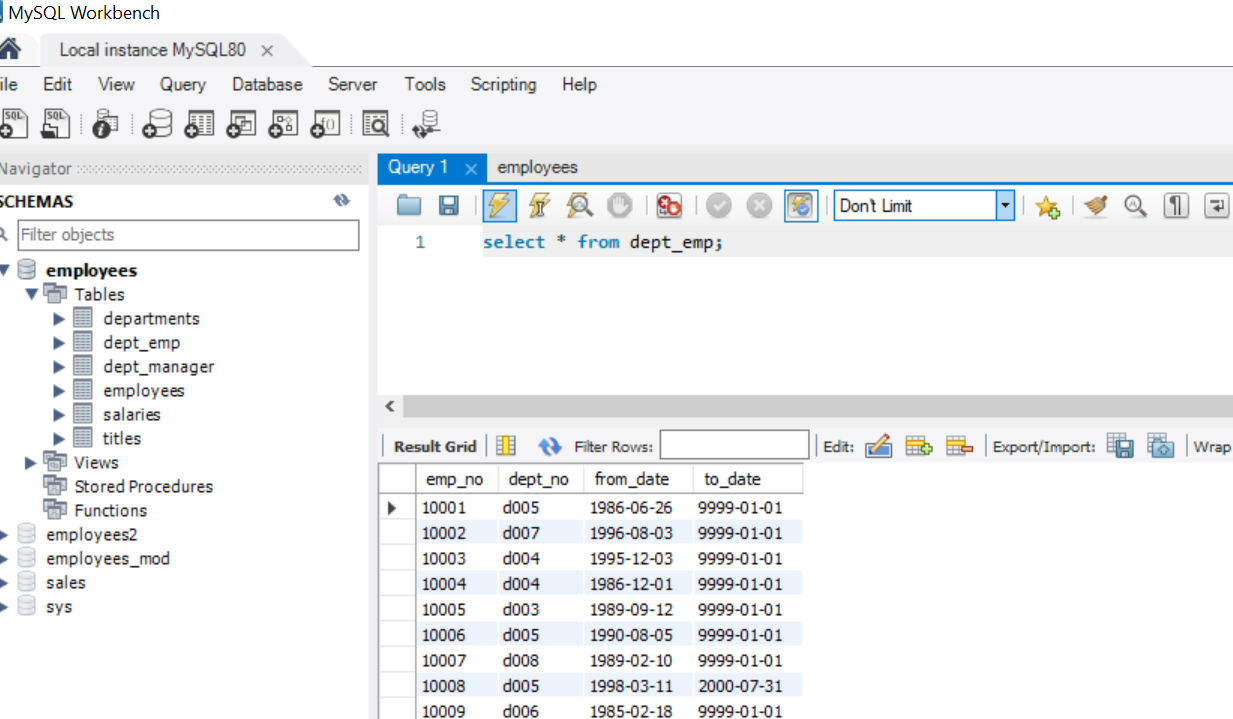 MySQL Workbench
Local instance MySQL80
ile Edit View Query Database Server Tools Scripting Help
SQL SQL
Navigator
SCHEMAS
Filter objects
employees
Tables
departments
dept_emp
dept_manager
employees
salaries
titles
Views
Stored Procedures
Functions
employees2
employees_mod
sales
sys
Query 1 employees
Don't Limit
1 select * from dept_emp;
Result Grid Filter Rows: Edit: Export/Import: Wrap
emp_no dept_no from_date to_date
10001 d005 1986-06-26 9999-01-01
10002 d007 1996-08-03 9999-01-01
10003 d004 1995-12-03 9999-01-01
10004 d004 1986-12-01 9999-01-01
10005 d003 1989-09-12 9999-01-01
10006 d005 1990-08-05 9999-01-01
10007 d008 1989-02-10 9999-01-01
10008 d005 1998-03-11 2000-07-31
10009 d006 1985-02-18 9999-01-01